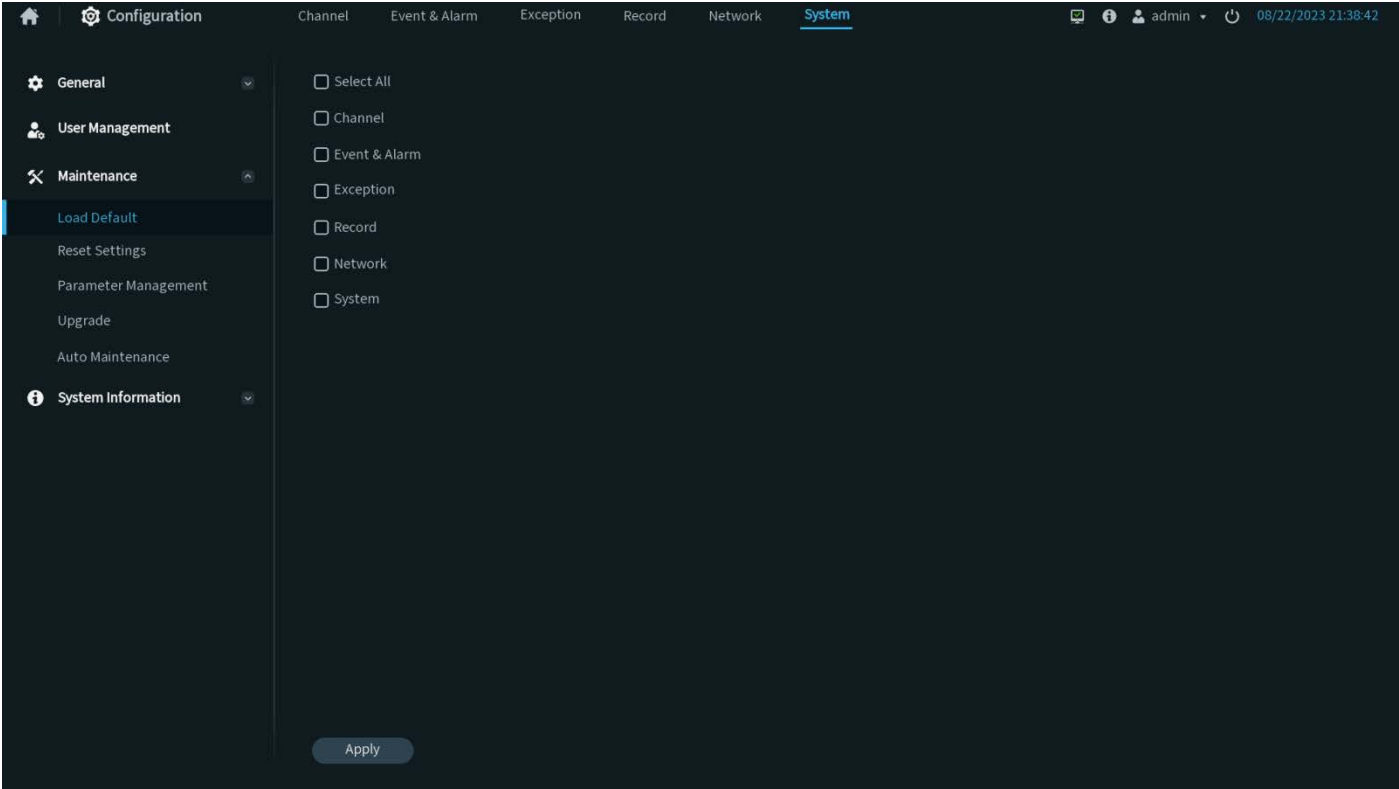 Configuration Channel Event & Alarm Exception Record Network System admin 08/22/2023 21:38:42
General
User Management
Maintenance
Load Default
Reset Settings
Parameter Management
Upgrade
Auto Maintenance
System Information
Select All
Channel
Event & Alarm
Exception
Record
Network
System
Apply